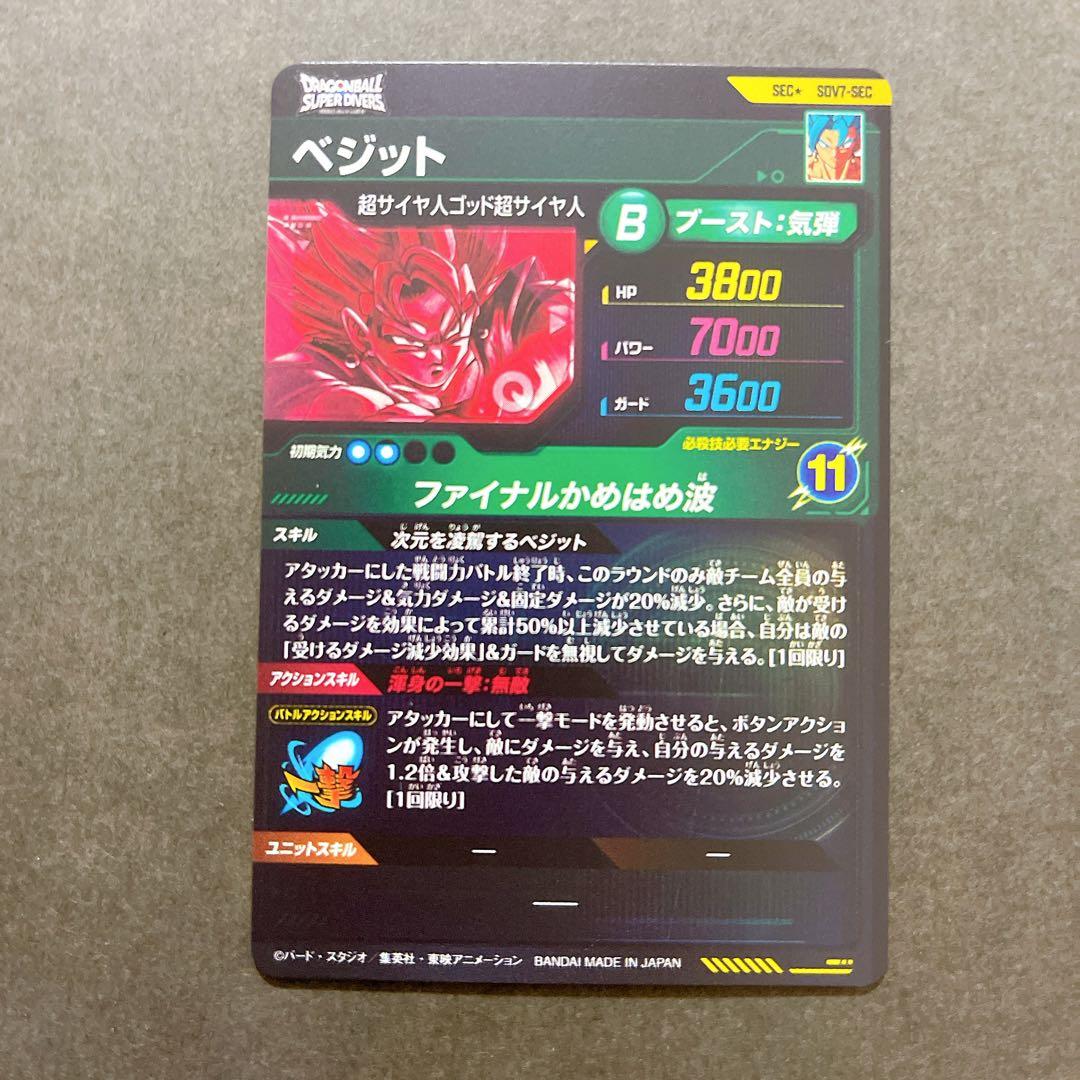 DRAGONBALL
SUPER DIVERS
SEC★ SDV7-SEC
ベジット
超サイヤ人ゴッド超サイヤ人
B ブースト:気弾
HP 3800
パワー 7000
ガード 3600
初期気力
必殺技必要エナジー
11
ファイナルかめはめ波
スキル 次元を凌駕するベジット
アタッカーにした戦闘力バトル終了時、このラウンドのみ敵チーム全員の与
えるダメージ&気力ダメージ&固定ダメージが20%減少。さらに、敵が受け
るダメージを効果によって累計50%以上減少させている場合、自分は敵の
「受けるダメージ減少効果」&ガードを無視してダメージを与える。[1回限り]
アクションスキル 渾身の一撃:無敵
バトルアクションスキル
一撃
アタッカーにして一撃モードを発動させると、ボタンアクショ
ンが発生し、敵にダメージを与え、自分の与えるダメージを
1.2倍&攻撃した敵の与えるダメージを20%減少させる。
[1回限り]
ユニットスキル ー ー
ー
©バード・スタジオ/集英社・東映アニメーション BANDAI MADE IN JAPAN